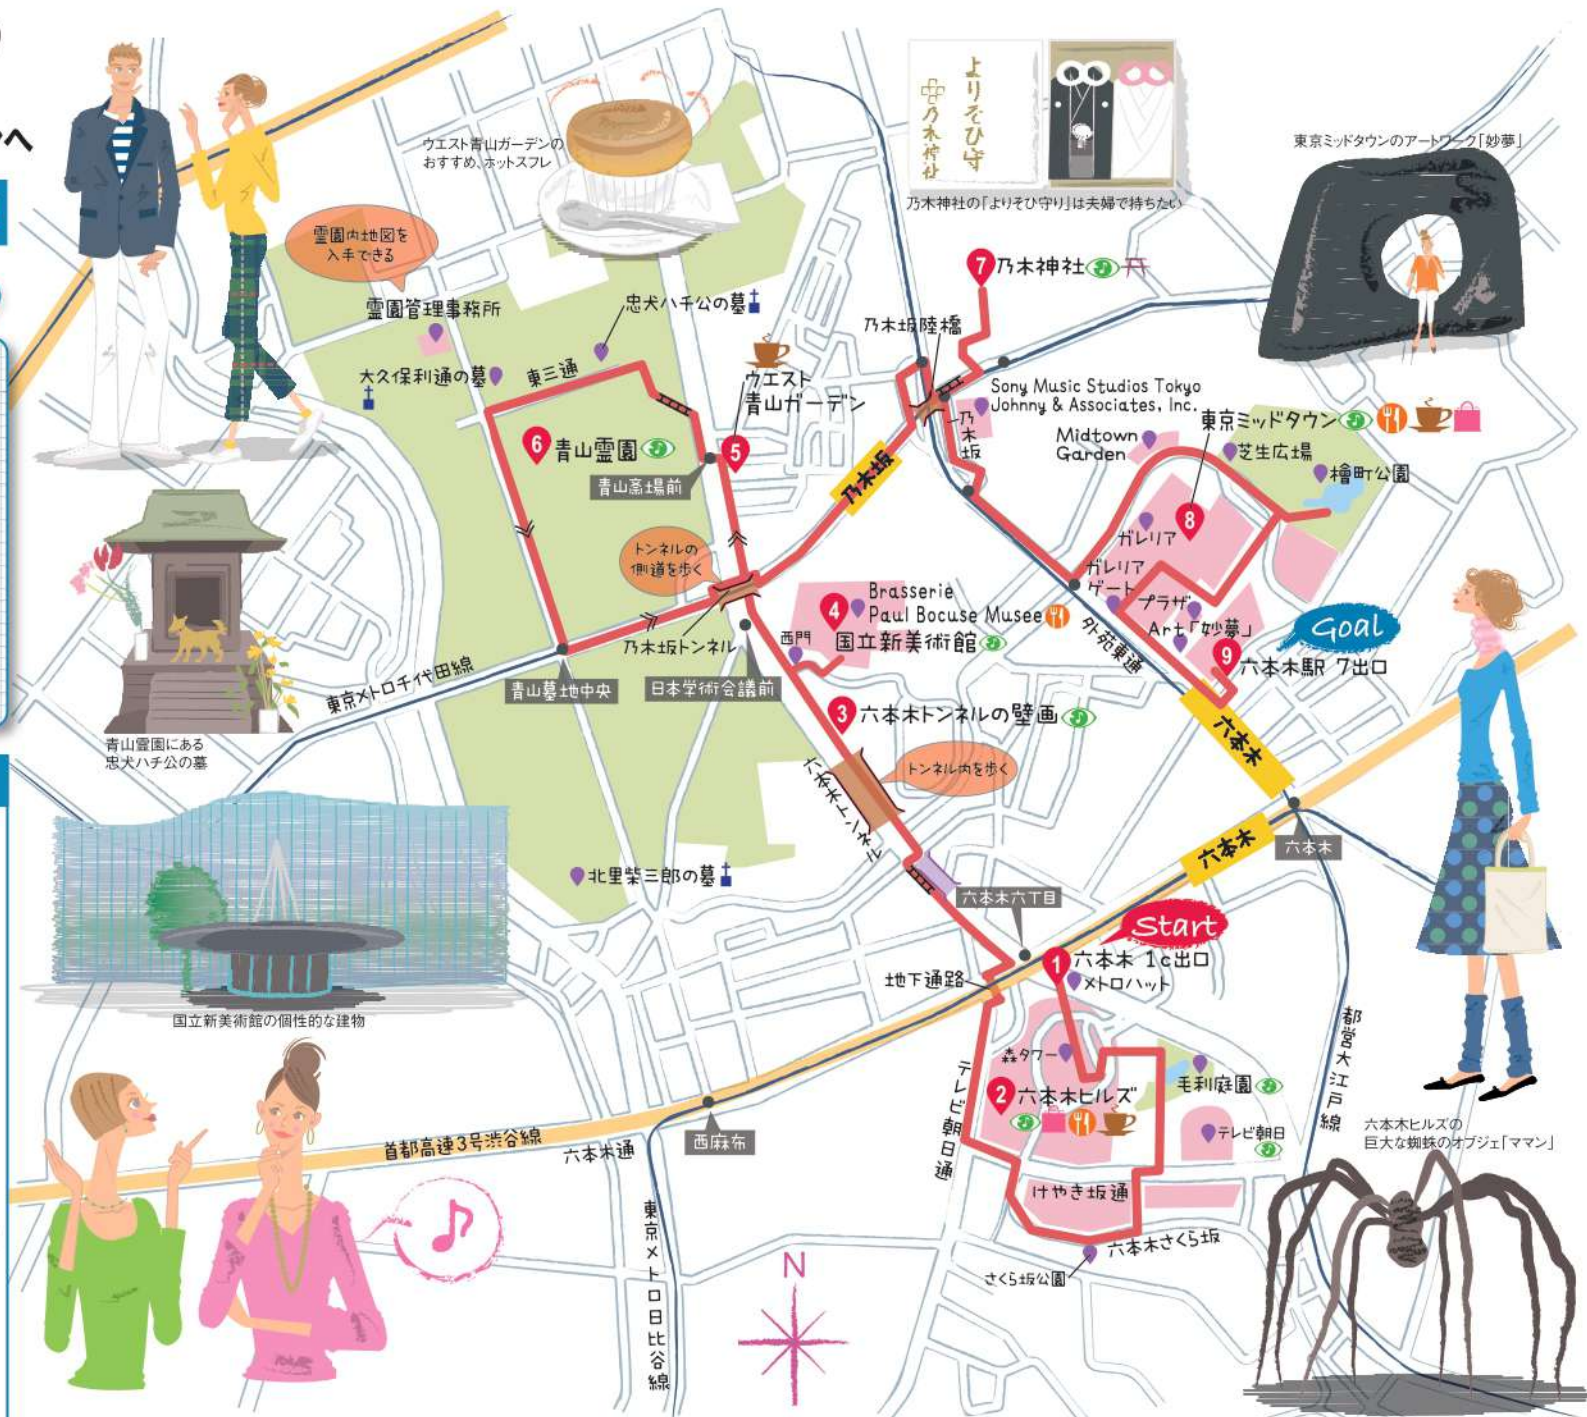 へ
ウエスト青山ガーデンの
おすすめ、ホットスフレ
よりそひ守
乃木神社
乃木神社の「よりそひ守り」は夫婦で持ちたい
東京ミッドタウンのアートワーク「妙夢」
霊園内地図を
入手できる
霊園管理事務所
忠犬ハチ公の墓
7 乃木神社
乃木坂陸橋
大久保利通の墓
東三通
ウエスト
青山ガーデン
Sony Music Studios Tokyo
Johnny & Associates, Inc.
乃木坂
東京ミッドタウン
Midtown
Garden
芝生広場
檜町公園
6 青山霊園
5
青山斎場前
乃木坂
8
ガレリア
トンネルの
側道を歩く
ガレリア
ゲート
プラザ
Art「妙夢」
Goal
9 六本木駅 7出口
4
Brasserie
Paul Bocuse Musee
国立新美術館
西門
乃木坂トンネル
外苑東通
東京メトロ千代田線
青山墓地中央
日本学術会議前
3 六本木トンネルの壁画
六本木
青山霊園にある
忠犬ハチ公の墓
トンネル内を歩く
六本木トンネル
六本木
六本木
北里柴三郎の墓
六本木六丁目
Start
1 六本木 1c出口
メトロハット
地下通路
国立新美術館の個性的な建物
森タワー
毛利庭園
2 六本木ヒルズ
テレビ朝日
テレビ朝日通
都営大江戸線
首都高速3号渋谷線
六本木通
西麻布
けやき坂通
六本木さくら坂
さくら坂公園
東京メトロ日比谷線
N
六本木ヒルズの
巨大な蜘蛛のオブジェ「ママン」